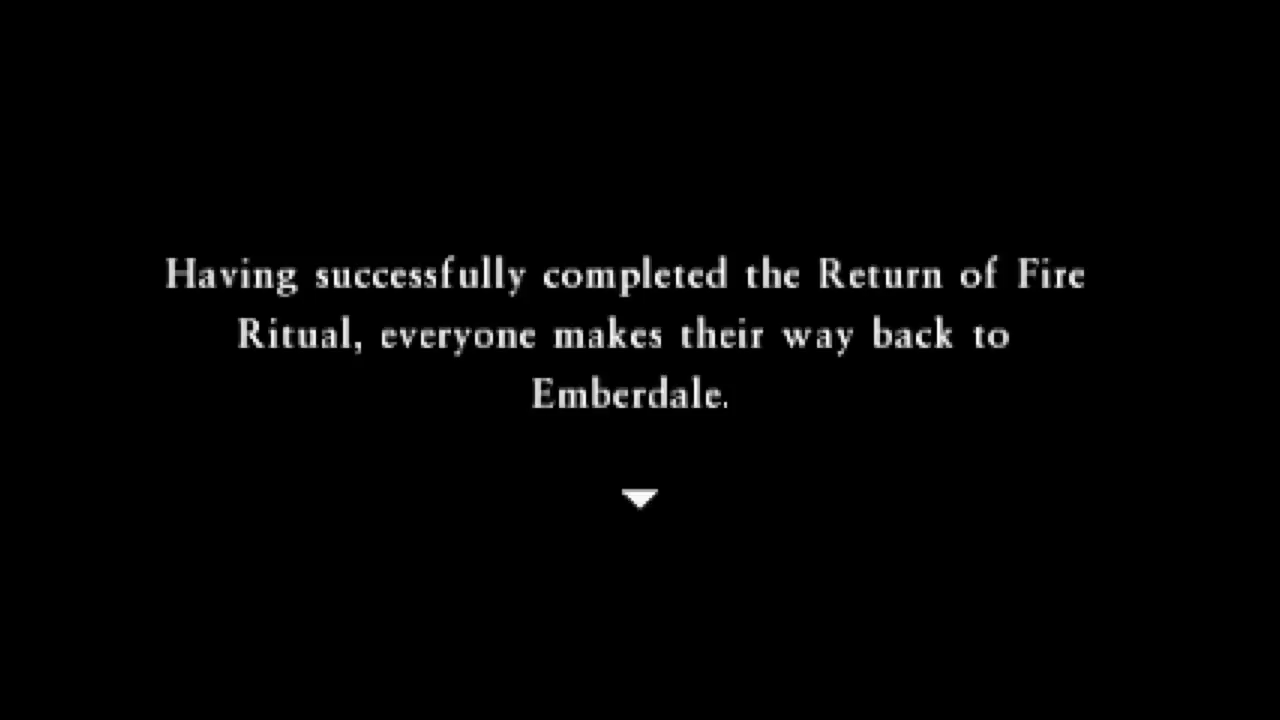 Having successfully completed the Return of Fire
Ritual, everyone makes their way back to
Emberdale.